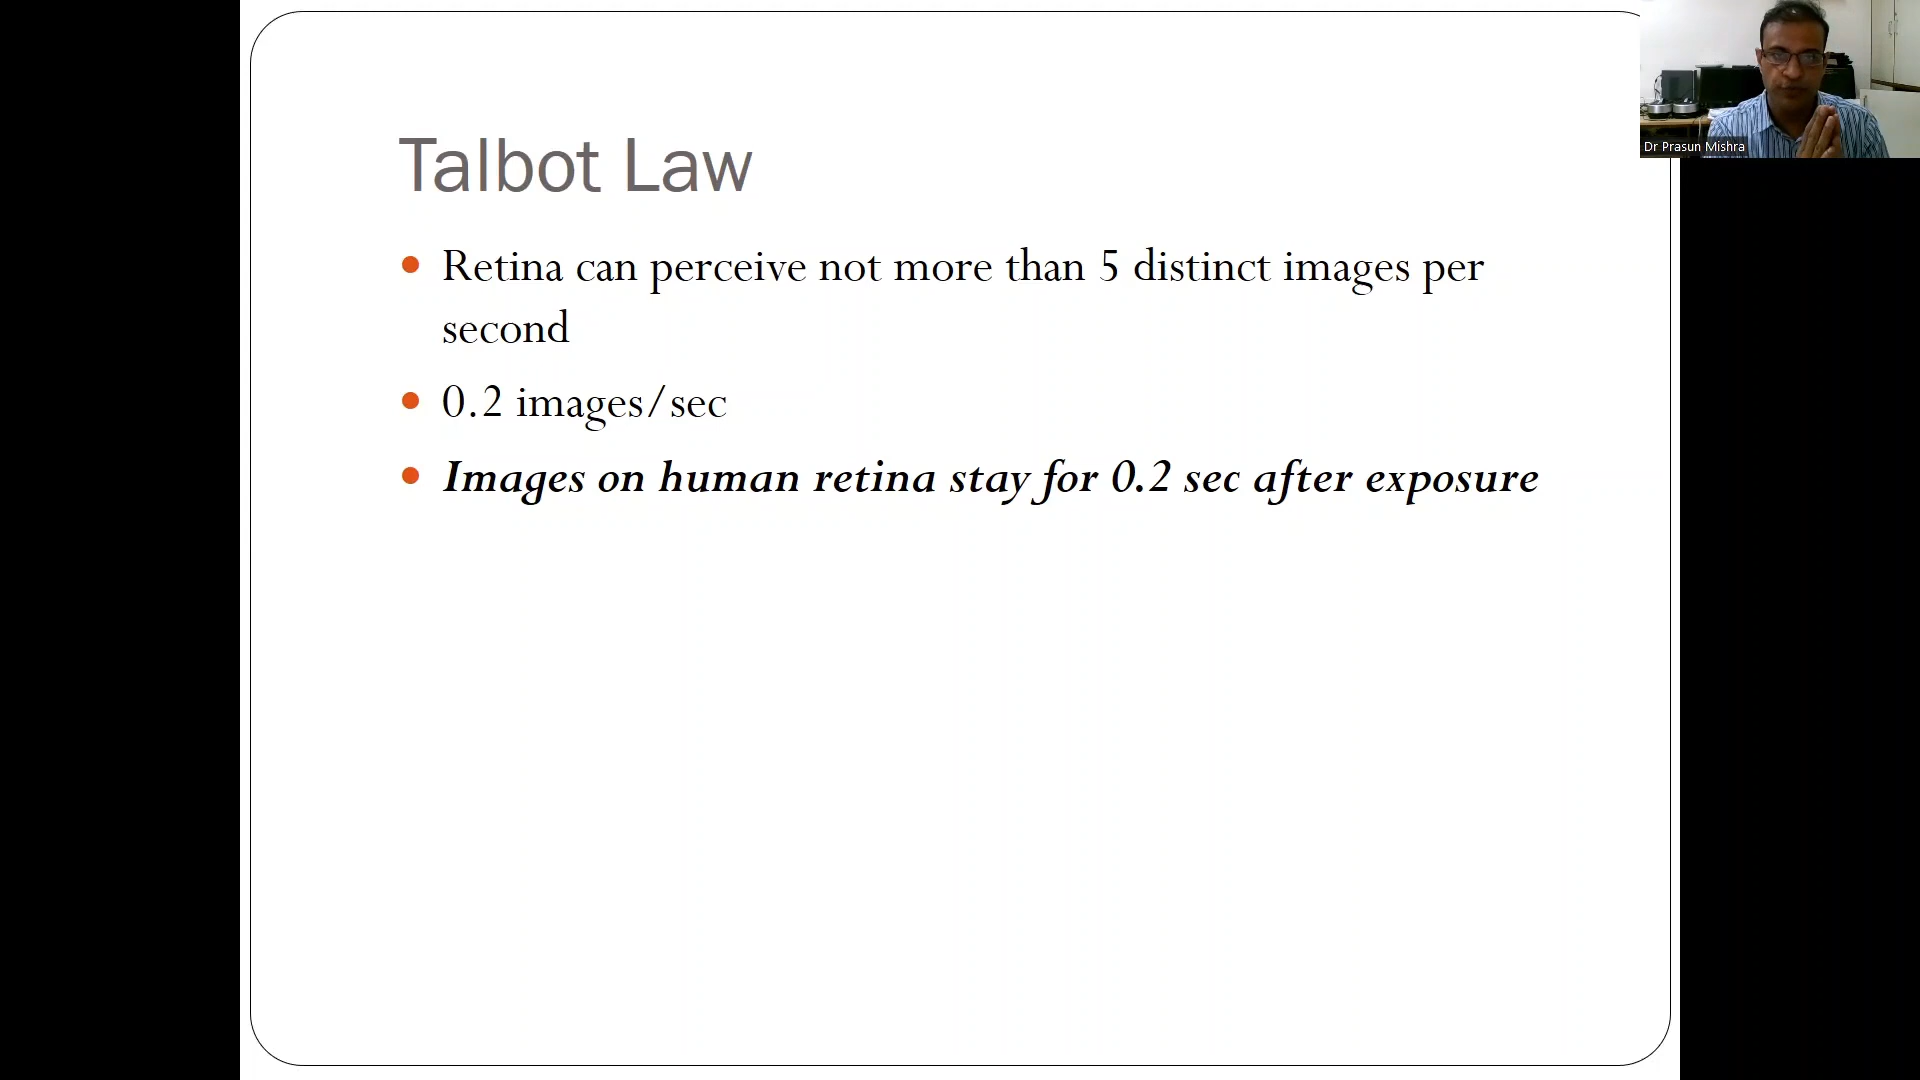 Talbot Law
Retina can perceive not more than 5 distinct images per
second
0.2 images/sec
Images on human retina stay for 0.2 sec after exposure
Dr Prasun Mishra